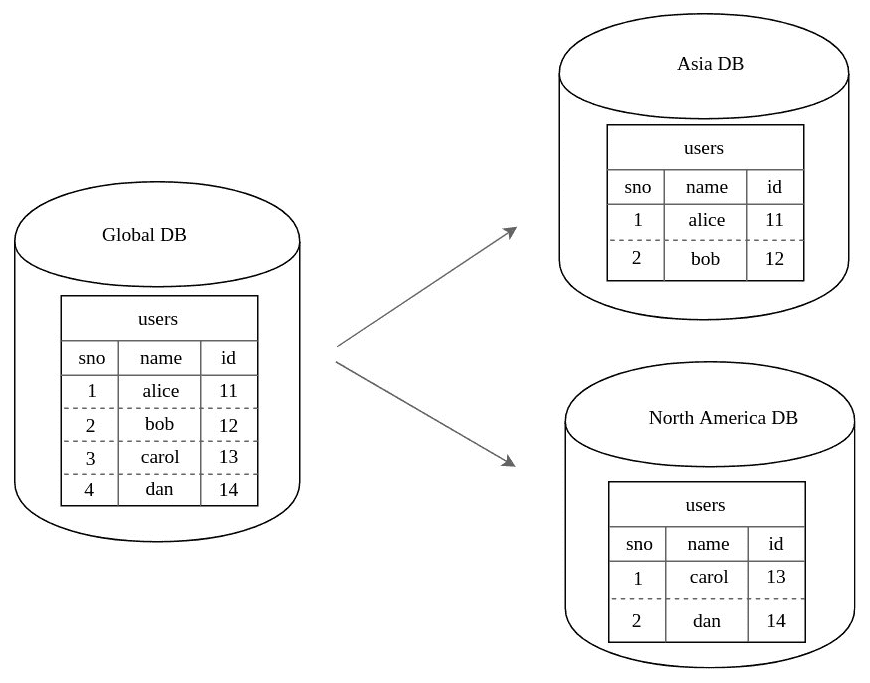 Global DB
users
sno name id
1 alice 11
2 bob 12
3 carol 13
4 dan 14
Asia DB
users
sno name id
1 alice 11
2 bob 12
North America DB
users
sno name id
1 carol 13
2 dan 14